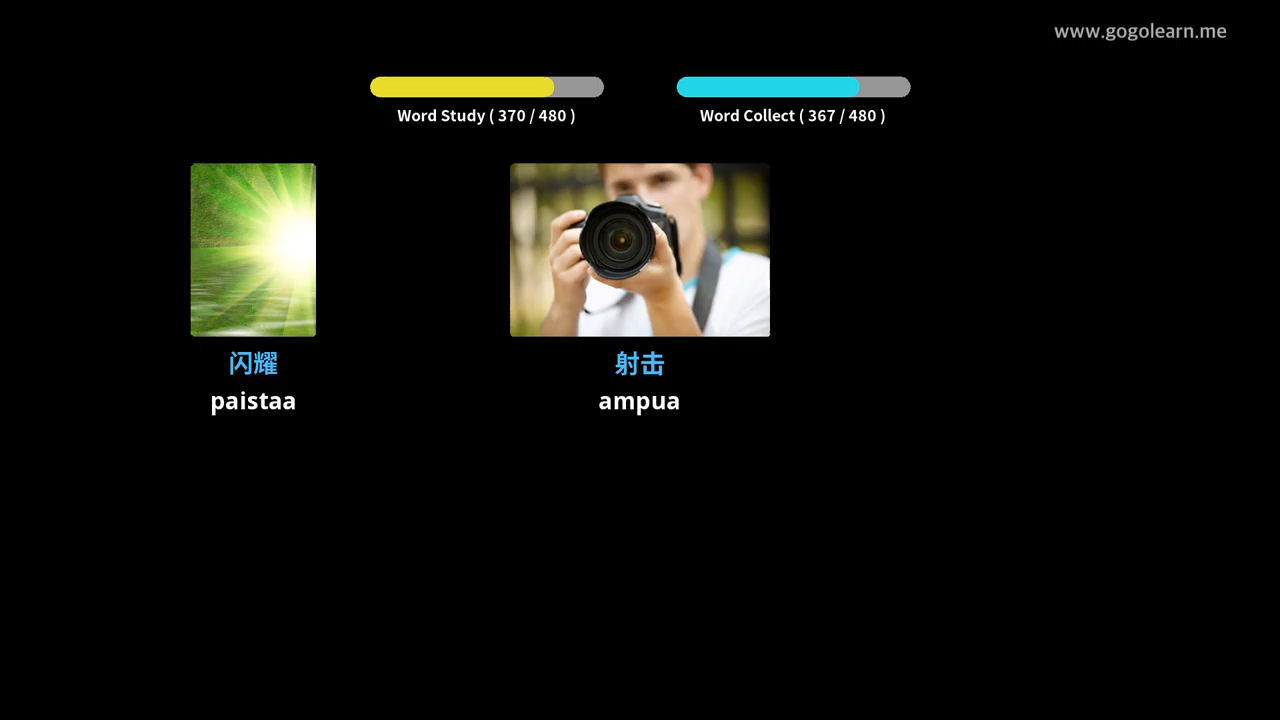 www.gogolearn.me
Word Study ( 370 / 480 )
Word Collect ( 367 / 480 )
闪耀
paistaa
射击
ampua